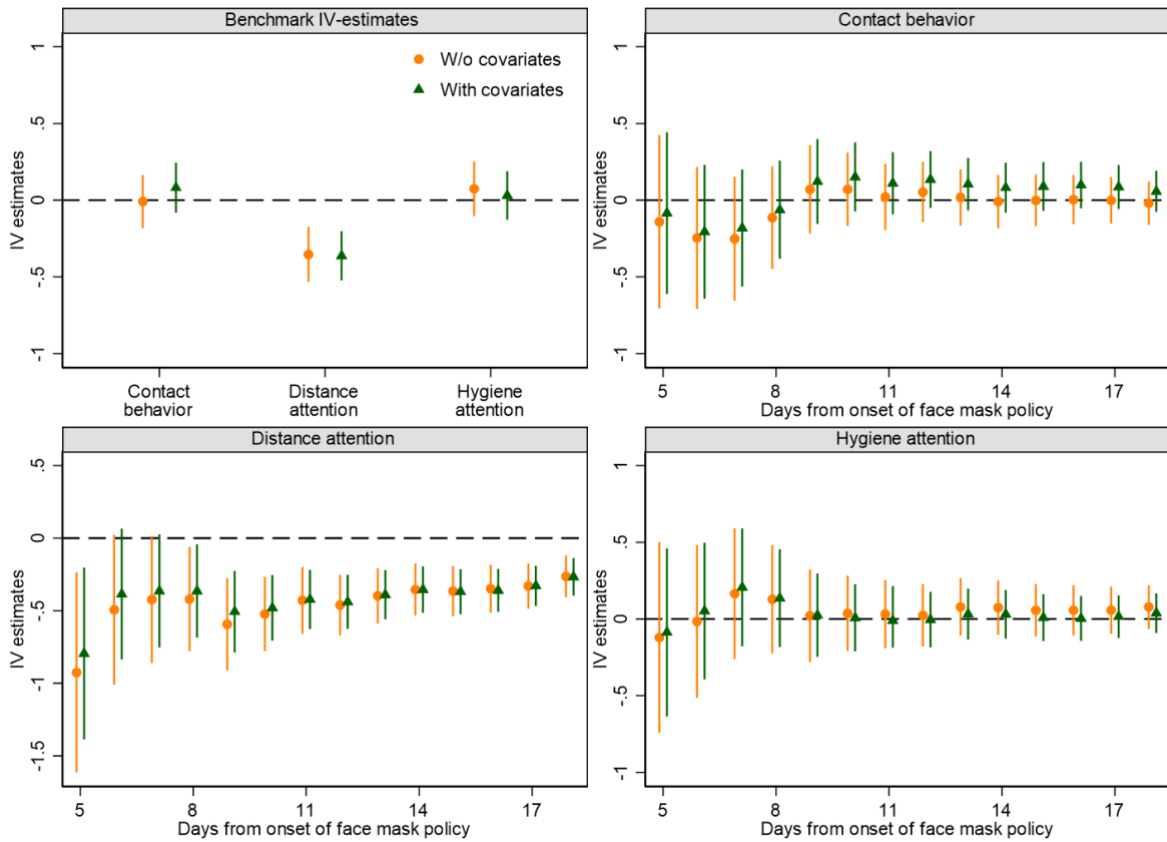 Benchmark IV-estimates
IV estimates
1
.5
0
-.5
-1
W/o covariates
With covariates
Contact
behavior
Distance
attention
Hygiene
attention
Contact behavior
IV estimates
1
.5
0
-.5
-1
5
8
11
14
17
Days from onset of face mask policy
Distance attention
IV estimates
.5
0
-.5
-1
-1.5
5
8
11
14
17
Days from onset of face mask policy
Hygiene attention
IV estimates
1
.5
0
-.5
-1
5
8
11
14
17
Days from onset of face mask policy